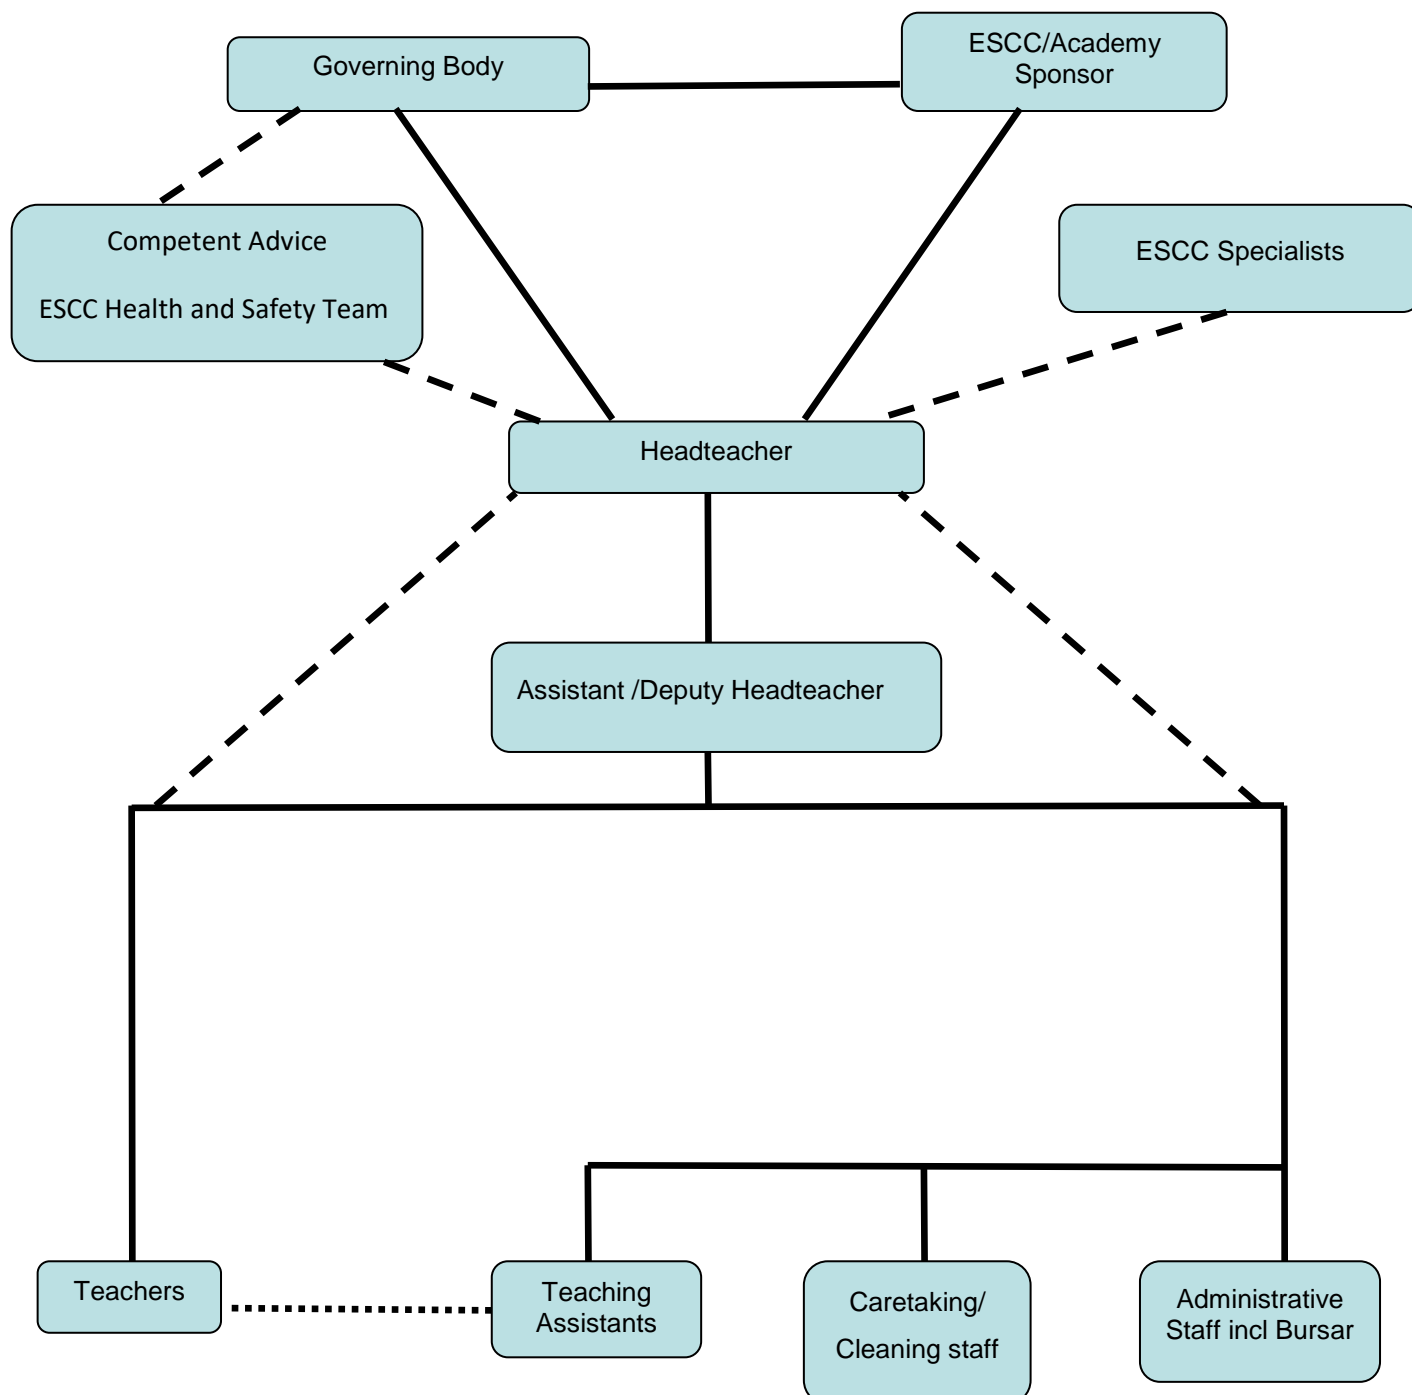 Governing Body
ESCC/Academy
Sponsor
Competent Advice
ESCC Health and Safety Team
ESCC Specialists
Headteacher
Assistant /Deputy Headteacher
Teachers
Teaching
Assistants
Caretaking/
Cleaning staff
Administrative
Staff incl Bursar